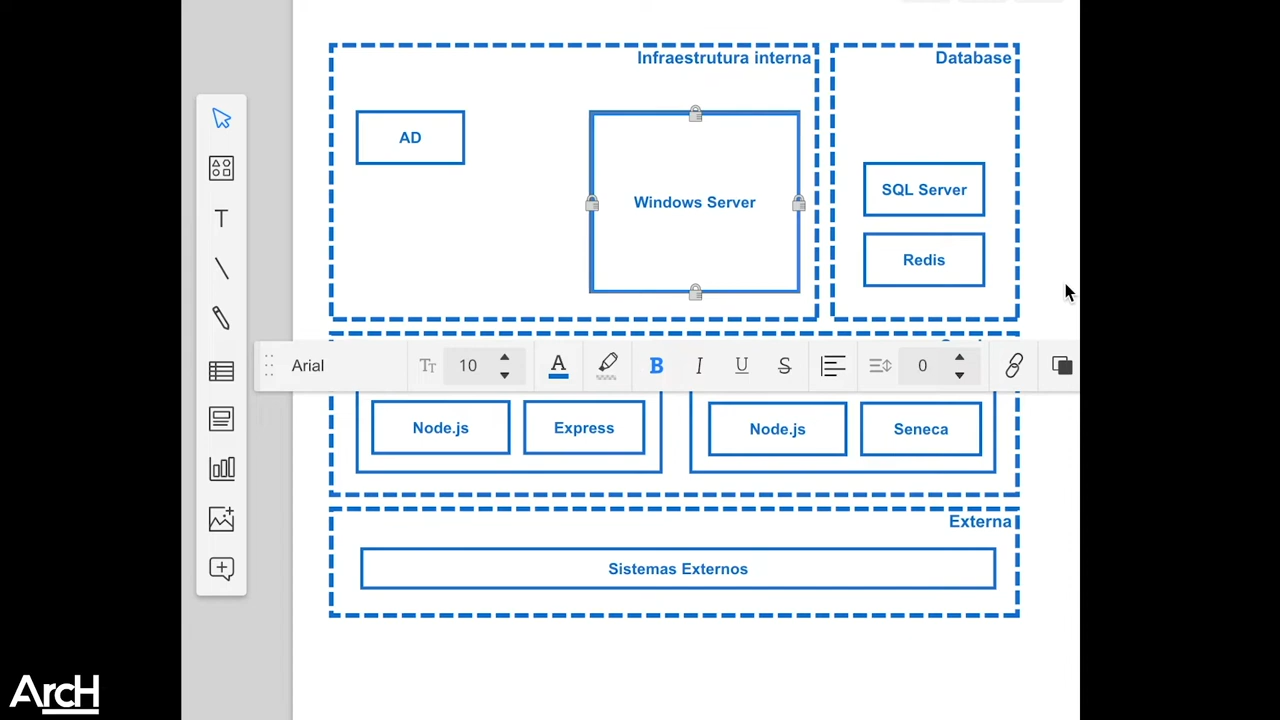 Infraestrutura interna
Database
AD
Windows Server
SQL Server
Redis
T
Arial
TT
10
A
B
I
U
S
0
Node.js
Express
Node.js
Seneca
Externa
Sistemas Externos
ArcH